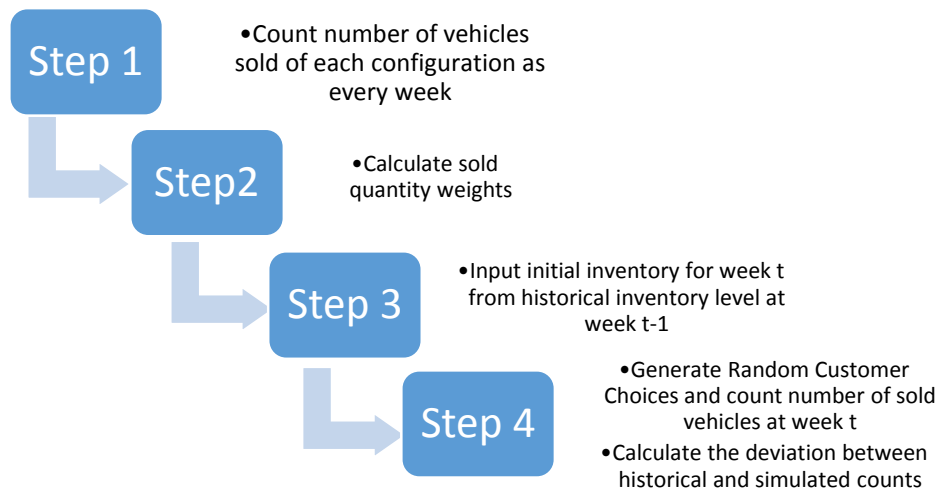 Step 1
•Count number of vehicles
sold of each configuration as
every week
Step2
•Calculate sold
quantity weights
Step 3
•Input initial inventory for week t
from historical inventory level at
week t-1
Step 4
•Generate Random Customer
Choices and count number of sold
vehicles at week t
•Calculate the deviation between
historical and simulated counts